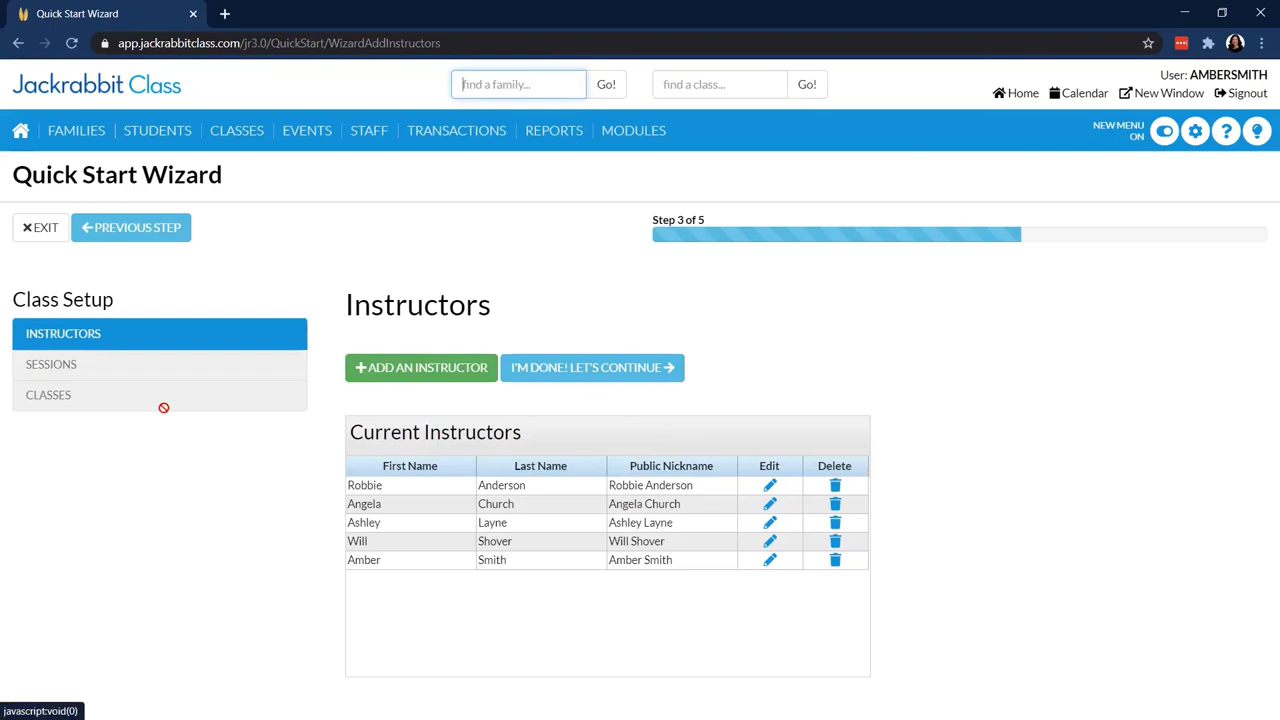 Quick Start Wizard
app.jackrabbitclass.com/jr3.0/QuickStart/WizardAddInstructors
Jackrabbit Class
find a family...
Go!
find a class...
Go!
User: AMBERSMITH
Home
Calendar
New Window
Signout
FAMILIES
STUDENTS
CLASSES
EVENTS
STAFF
TRANSACTIONS
REPORTS
MODULES
NEW MENU
ON
Quick Start Wizard
EXIT
PREVIOUS STEP
Step 3 of 5
Class Setup
INSTRUCTORS
SESSIONS
CLASSES
Instructors
ADD AN INSTRUCTOR
I'M DONE! LET'S CONTINUE
Current Instructors
First Name Last Name Public Nickname Edit Delete
Robbie Anderson Robbie Anderson
Angela Church Angela Church
Ashley Layne Ashley Layne
Will Shover Will Shover
Amber Smith Amber Smith
javascript:void(0)